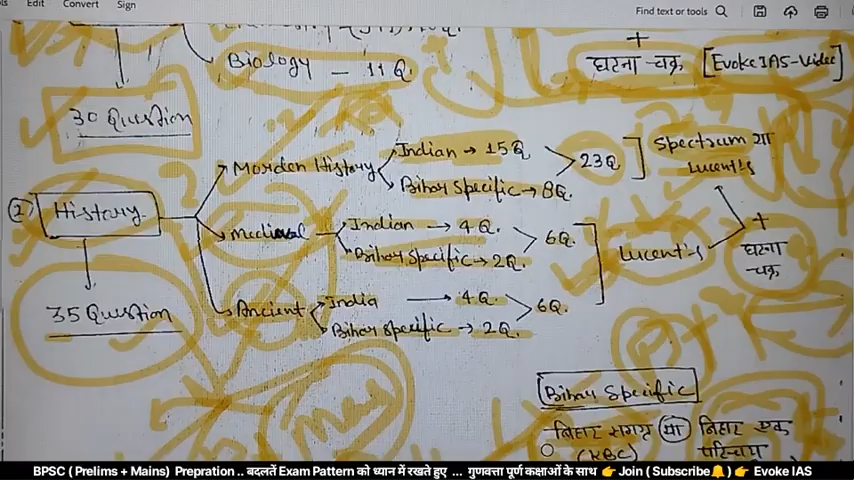 Edit Convert Sign Find text or tools
Biology — 11 Q.
+
घटना-चक्र [Evoke IAS-Video]
30 Question
② History
Morden History
Indian → 15Q
Bihar Specific → 8Q.
23Q
Spectrum या
Lucent's
Medieval
Indian → 4 Q.
Bihar Specific → 2Q.
6Q.
Lucent's
+
घटना
चक्र
Ancient
India → 4 Q.
Bihar Specific → 2Q.
6Q.
35 Question
Bihar Specific
बिहार समग्र या बिहार एक
(KBC) परिचय
BPSC ( Prelims + Mains) Prepration .. बदलतें Exam Pattern को ध्यान में रखते हुए ... गुणवत्ता पूर्ण कक्षाओं के साथ 👉 Join ( Subscribe🔔) 👉 Evoke IAS